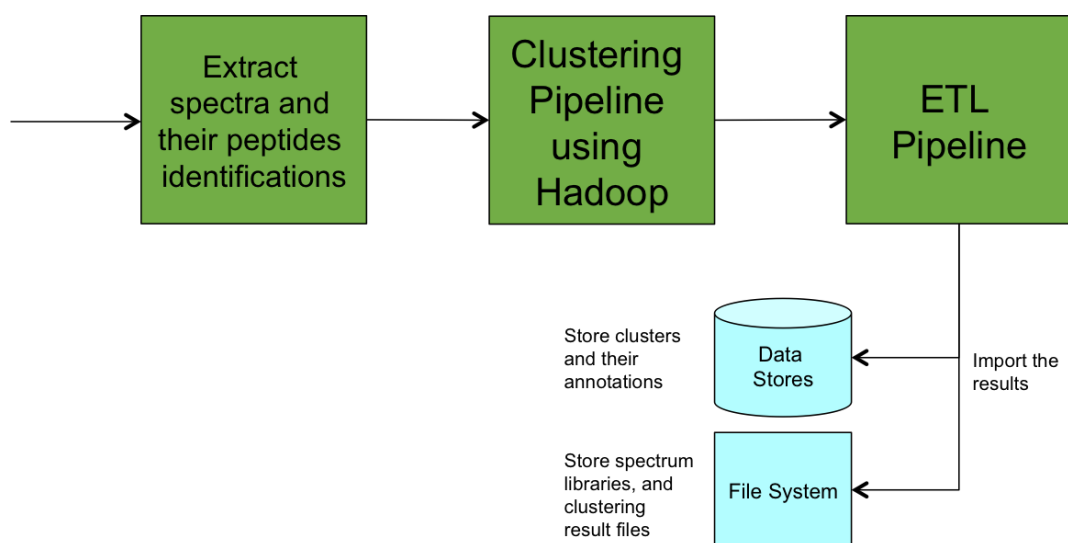 Extract
spectra and
their peptides
identifications
Clustering
Pipeline
using
Hadoop
ETL
Pipeline
Store clusters
and their
annotations
Data
Stores
Import the
results
Store spectrum
libraries, and
clustering
result files
File System